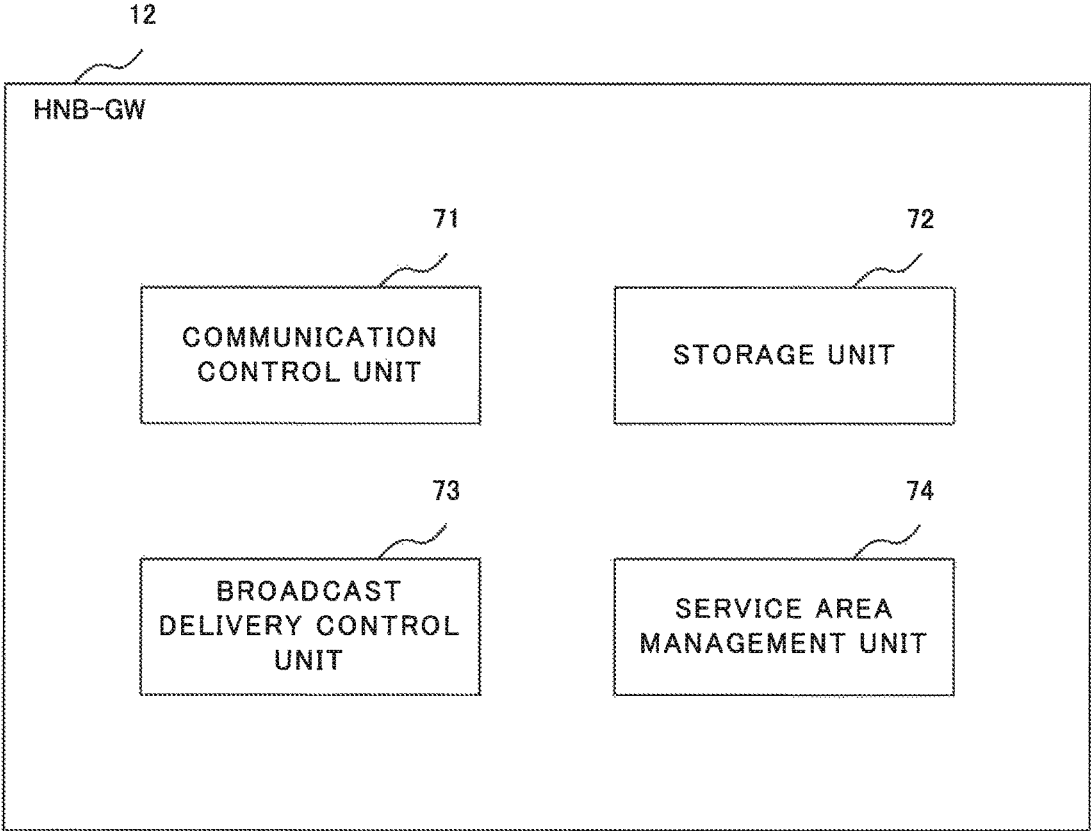 12
HNB-GW
71
72
COMMUNICATION
CONTROL UNIT
STORAGE UNIT
73
74
BROADCAST
DELIVERY CONTROL
UNIT
SERVICE AREA
MANAGEMENT UNIT